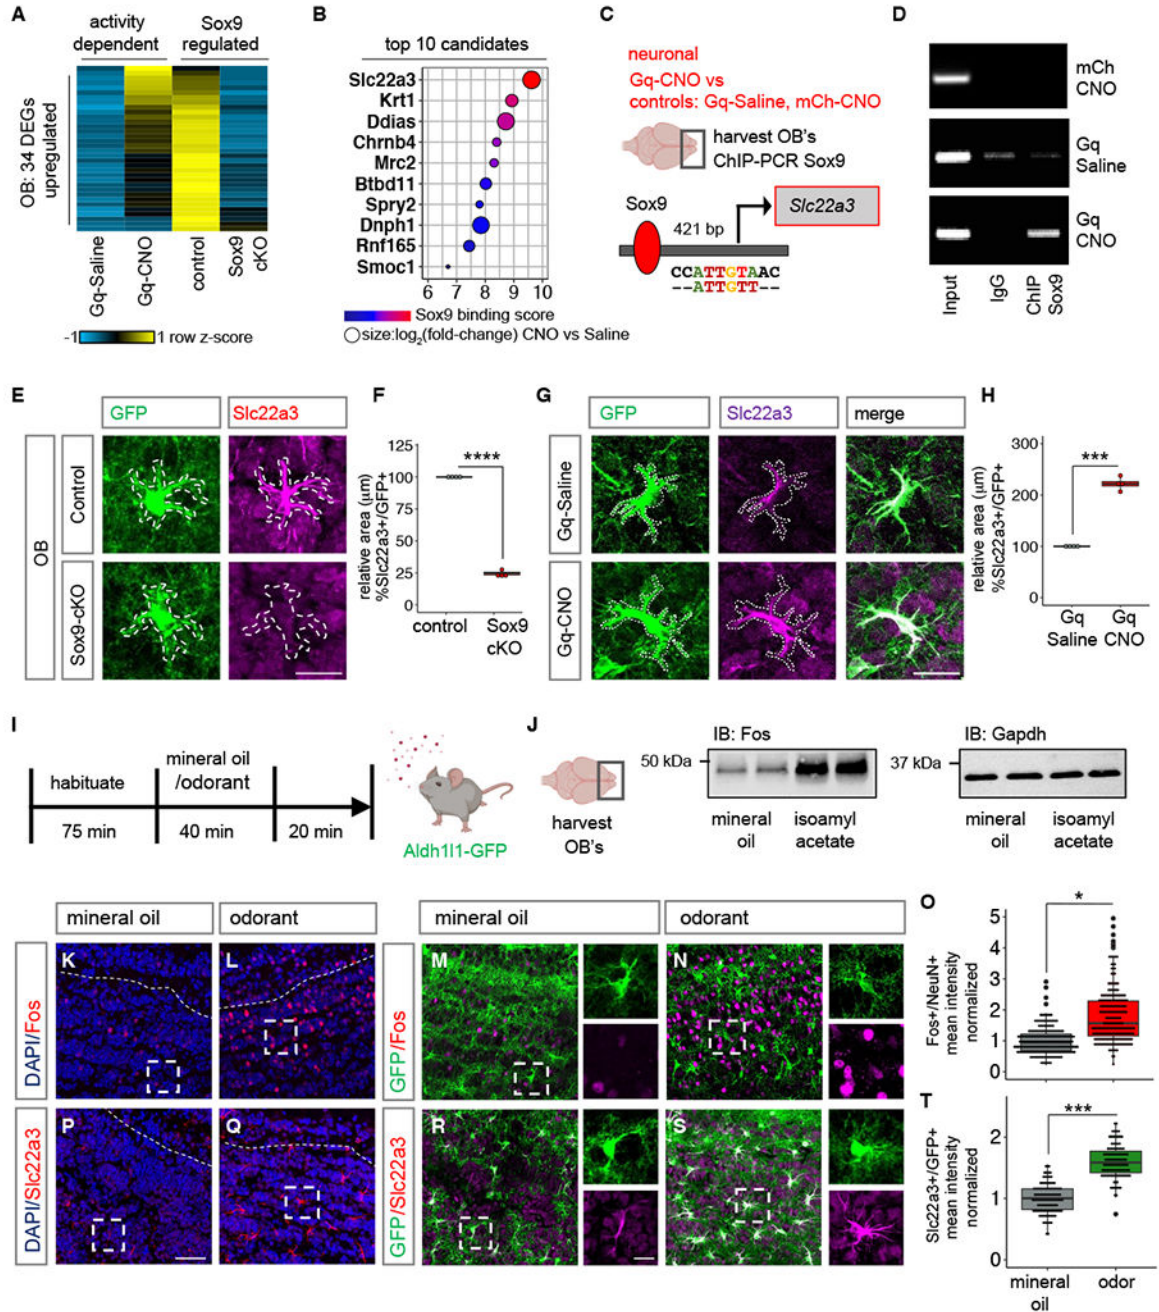 A
activity
dependent
Sox9
regulated
OB: 34 DEGs
upregulated
Gq-Saline
Gq-CNO
control
Sox9
cKO
-1
1 row z-score
B
top 10 candidates
Slc22a3
Krt1
Ddias
Chrnb4
Mrc2
Btbd11
Spry2
Dnph1
Rnf165
Smoc1
6 7 8 9 10
Sox9 binding score
size:log2(fold-change) CNO vs Saline
C
neuronal
Gq-CNO vs
controls: Gq-Saline, mCh-CNO
harvest OB's
ChIP-PCR Sox9
Sox9
421 bp
Slc22a3
CCATTGTAAC
--ATTGTT--
D
mCh
CNO
Gq
Saline
Gq
CNO
Input
IgG
ChIP
Sox9
E
GFP
Slc22a3
OB
Control
Sox9-cKO
F
relative area (μm)
%Slc22a3+/GFP+
125
100
75
50
25
0
****
control
Sox9
cKO
G
GFP
Slc22a3
merge
Gq-Saline
Gq-CNO
H
relative area (μm)
%Slc22a3+/GFP+
300
200
100
0
***
Gq
Saline
Gq
CNO
I
habituate
mineral oil
/odorant
75 min
40 min
20 min
Aldh1l1-GFP
J
harvest
OB's
IB: Fos
50 kDa
mineral
oil
isoamyl
acetate
IB: Gapdh
37 kDa
mineral
oil
isoamyl
acetate
mineral oil
odorant
mineral oil
odorant
DAPI/Fos
K
L
GFP/Fos
M
N
DAPI/Slc22a3
P
Q
GFP/Slc22a3
R
S
O
Fos+/NeuN+
mean intensity
normalized
5
4
3
2
1
0
*
T
Slc22a3+/GFP+
mean intensity
normalized
2
1
0
***
mineral
oil
odor